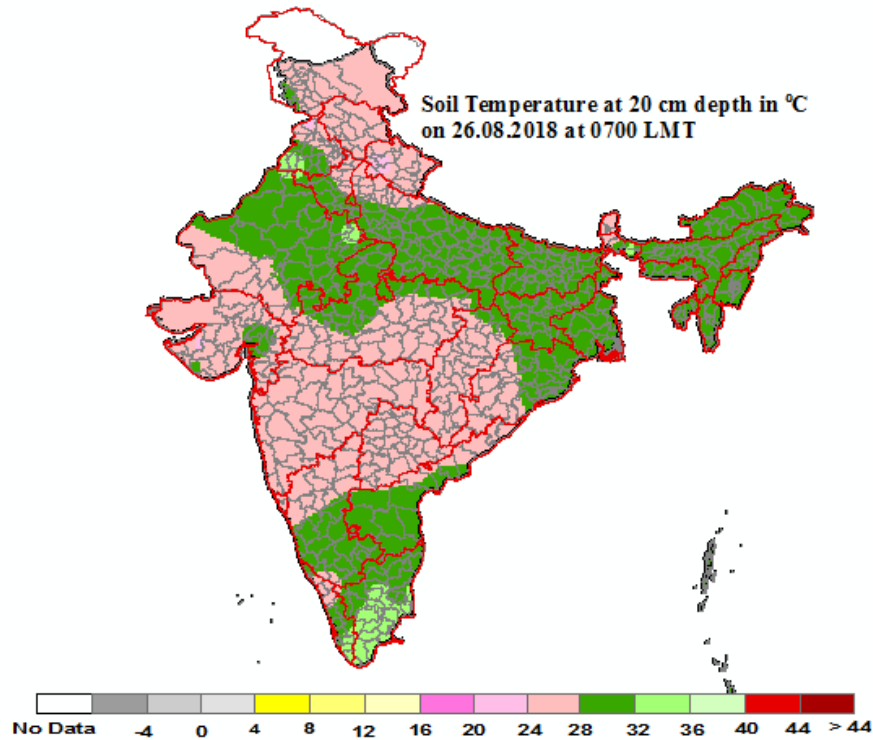 Soil Temperature at 20 cm depth in °C
on 26.08.2018 at 0700 LMT
No Data -4 0 4 8 12 16 20 24 28 32 36 40 44 > 44